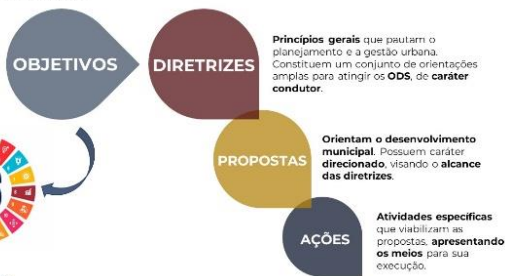 OBJETIVOS
DIRETRIZES
Princípios gerais que pautam o
planejamento e a gestão urbana.
Constituem um conjunto de orientações
amplas para atingir os ODS, de caráter
condutor.
PROPOSTAS
Orientam o desenvolvimento
municipal. Possuem caráter
direcionado, visando o alcance
das diretrizes.
AÇÕES
Atividades específicas
que viabilizam as
propostas, apresentando
os meios para sua
execução.